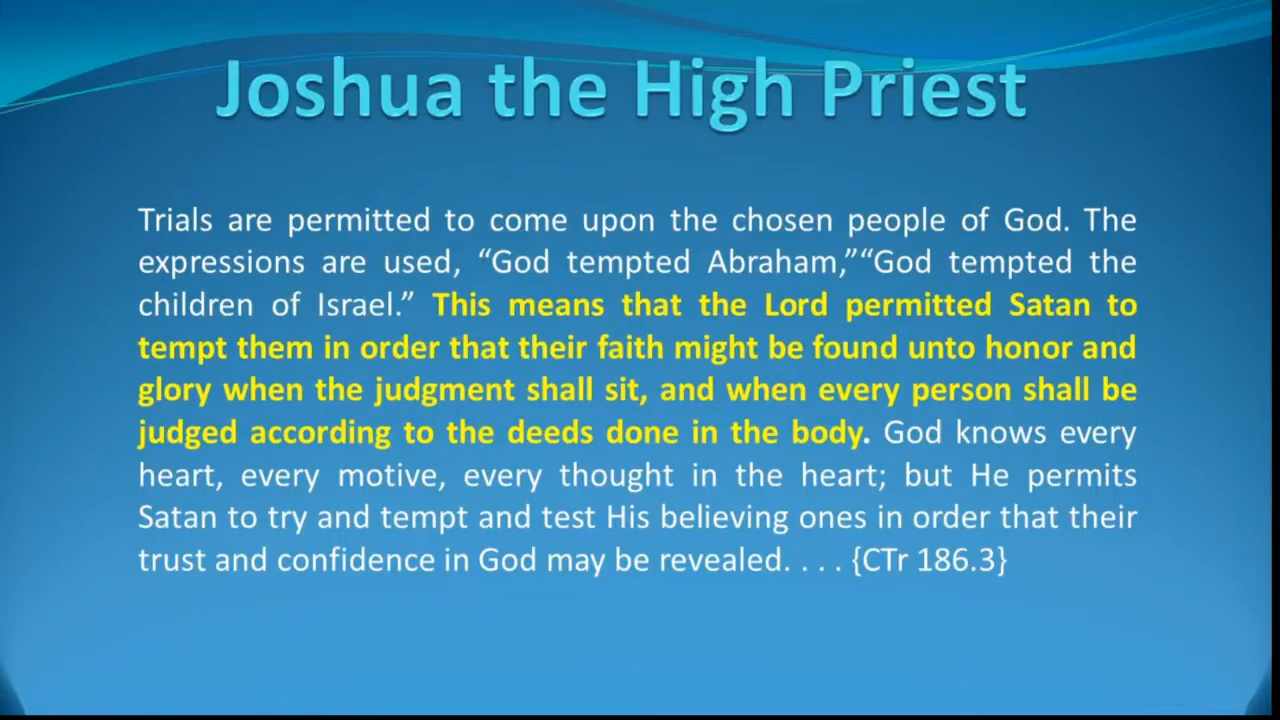 Joshua the High Priest
Trials are permitted to come upon the chosen people of God. The
expressions are used, “God tempted Abraham,”“God tempted the
children of Israel.” This means that the Lord permitted Satan to
tempt them in order that their faith might be found unto honor and
glory when the judgment shall sit, and when every person shall be
judged according to the deeds done in the body. God knows every
heart, every motive, every thought in the heart; but He permits
Satan to try and tempt and test His believing ones in order that their
trust and confidence in God may be revealed. . . . {CTr 186.3}